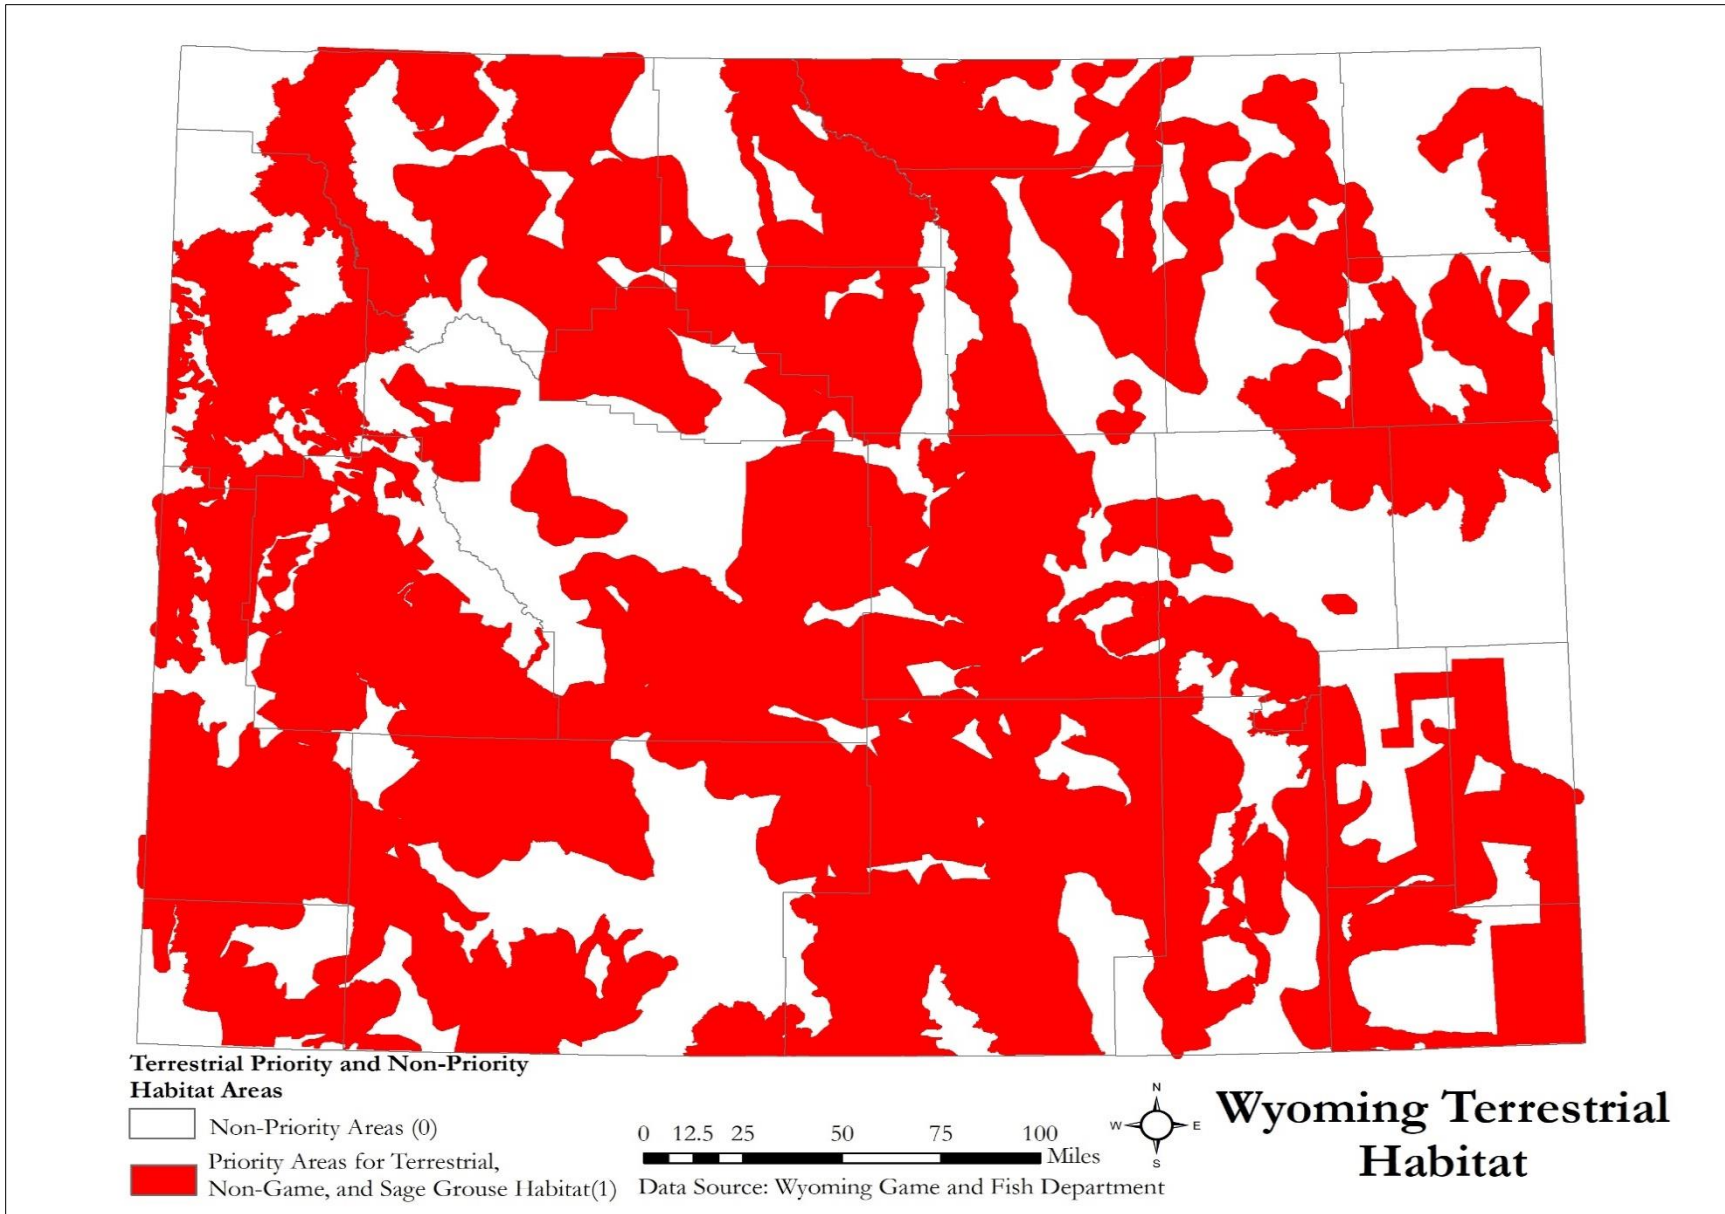 Terrestrial Priority and Non-Priority
Habitat Areas
Non-Priority Areas (0)
Priority Areas for Terrestrial,
Non-Game, and Sage Grouse Habitat(1)
0 12.5 25 50 75 100
Miles
Data Source: Wyoming Game and Fish Department
N
W E
S
Wyoming Terrestrial
Habitat